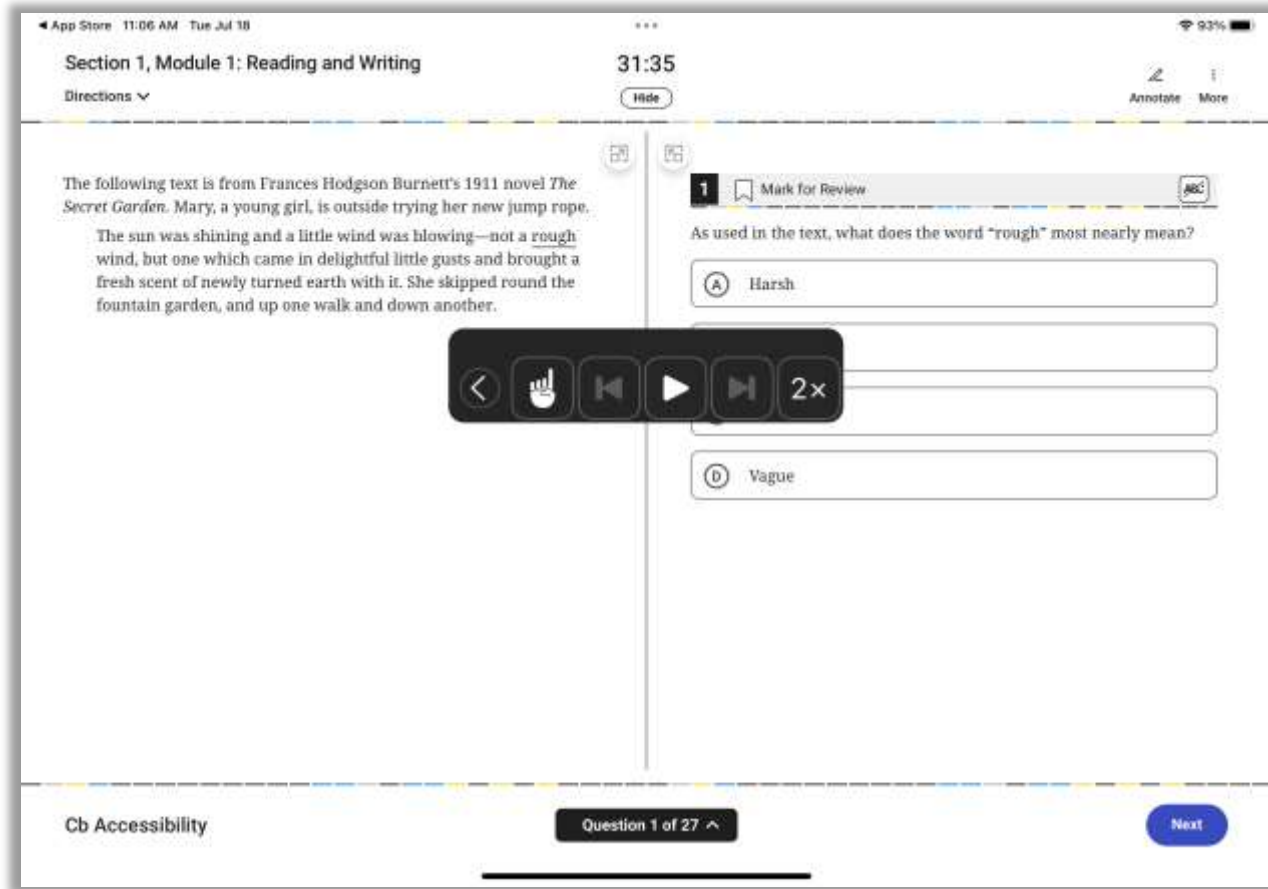 App Store 11:06 AM Tue Jul 18
93%
Section 1, Module 1: Reading and Writing
31:35
Directions
Hide
Annotate
More
The following text is from Frances Hodgson Burnett's 1911 novel The
Secret Garden. Mary, a young girl, is outside trying her new jump rope.
The sun was shining and a little wind was blowing—not a rough
wind, but one which came in delightful little gusts and brought a
fresh scent of newly turned earth with it. She skipped round the
fountain garden, and up one walk and down another.
1 Mark for Review ABC
As used in the text, what does the word “rough” most nearly mean?
A Harsh
2×
D Vague
Cb Accessibility
Question 1 of 27
Next